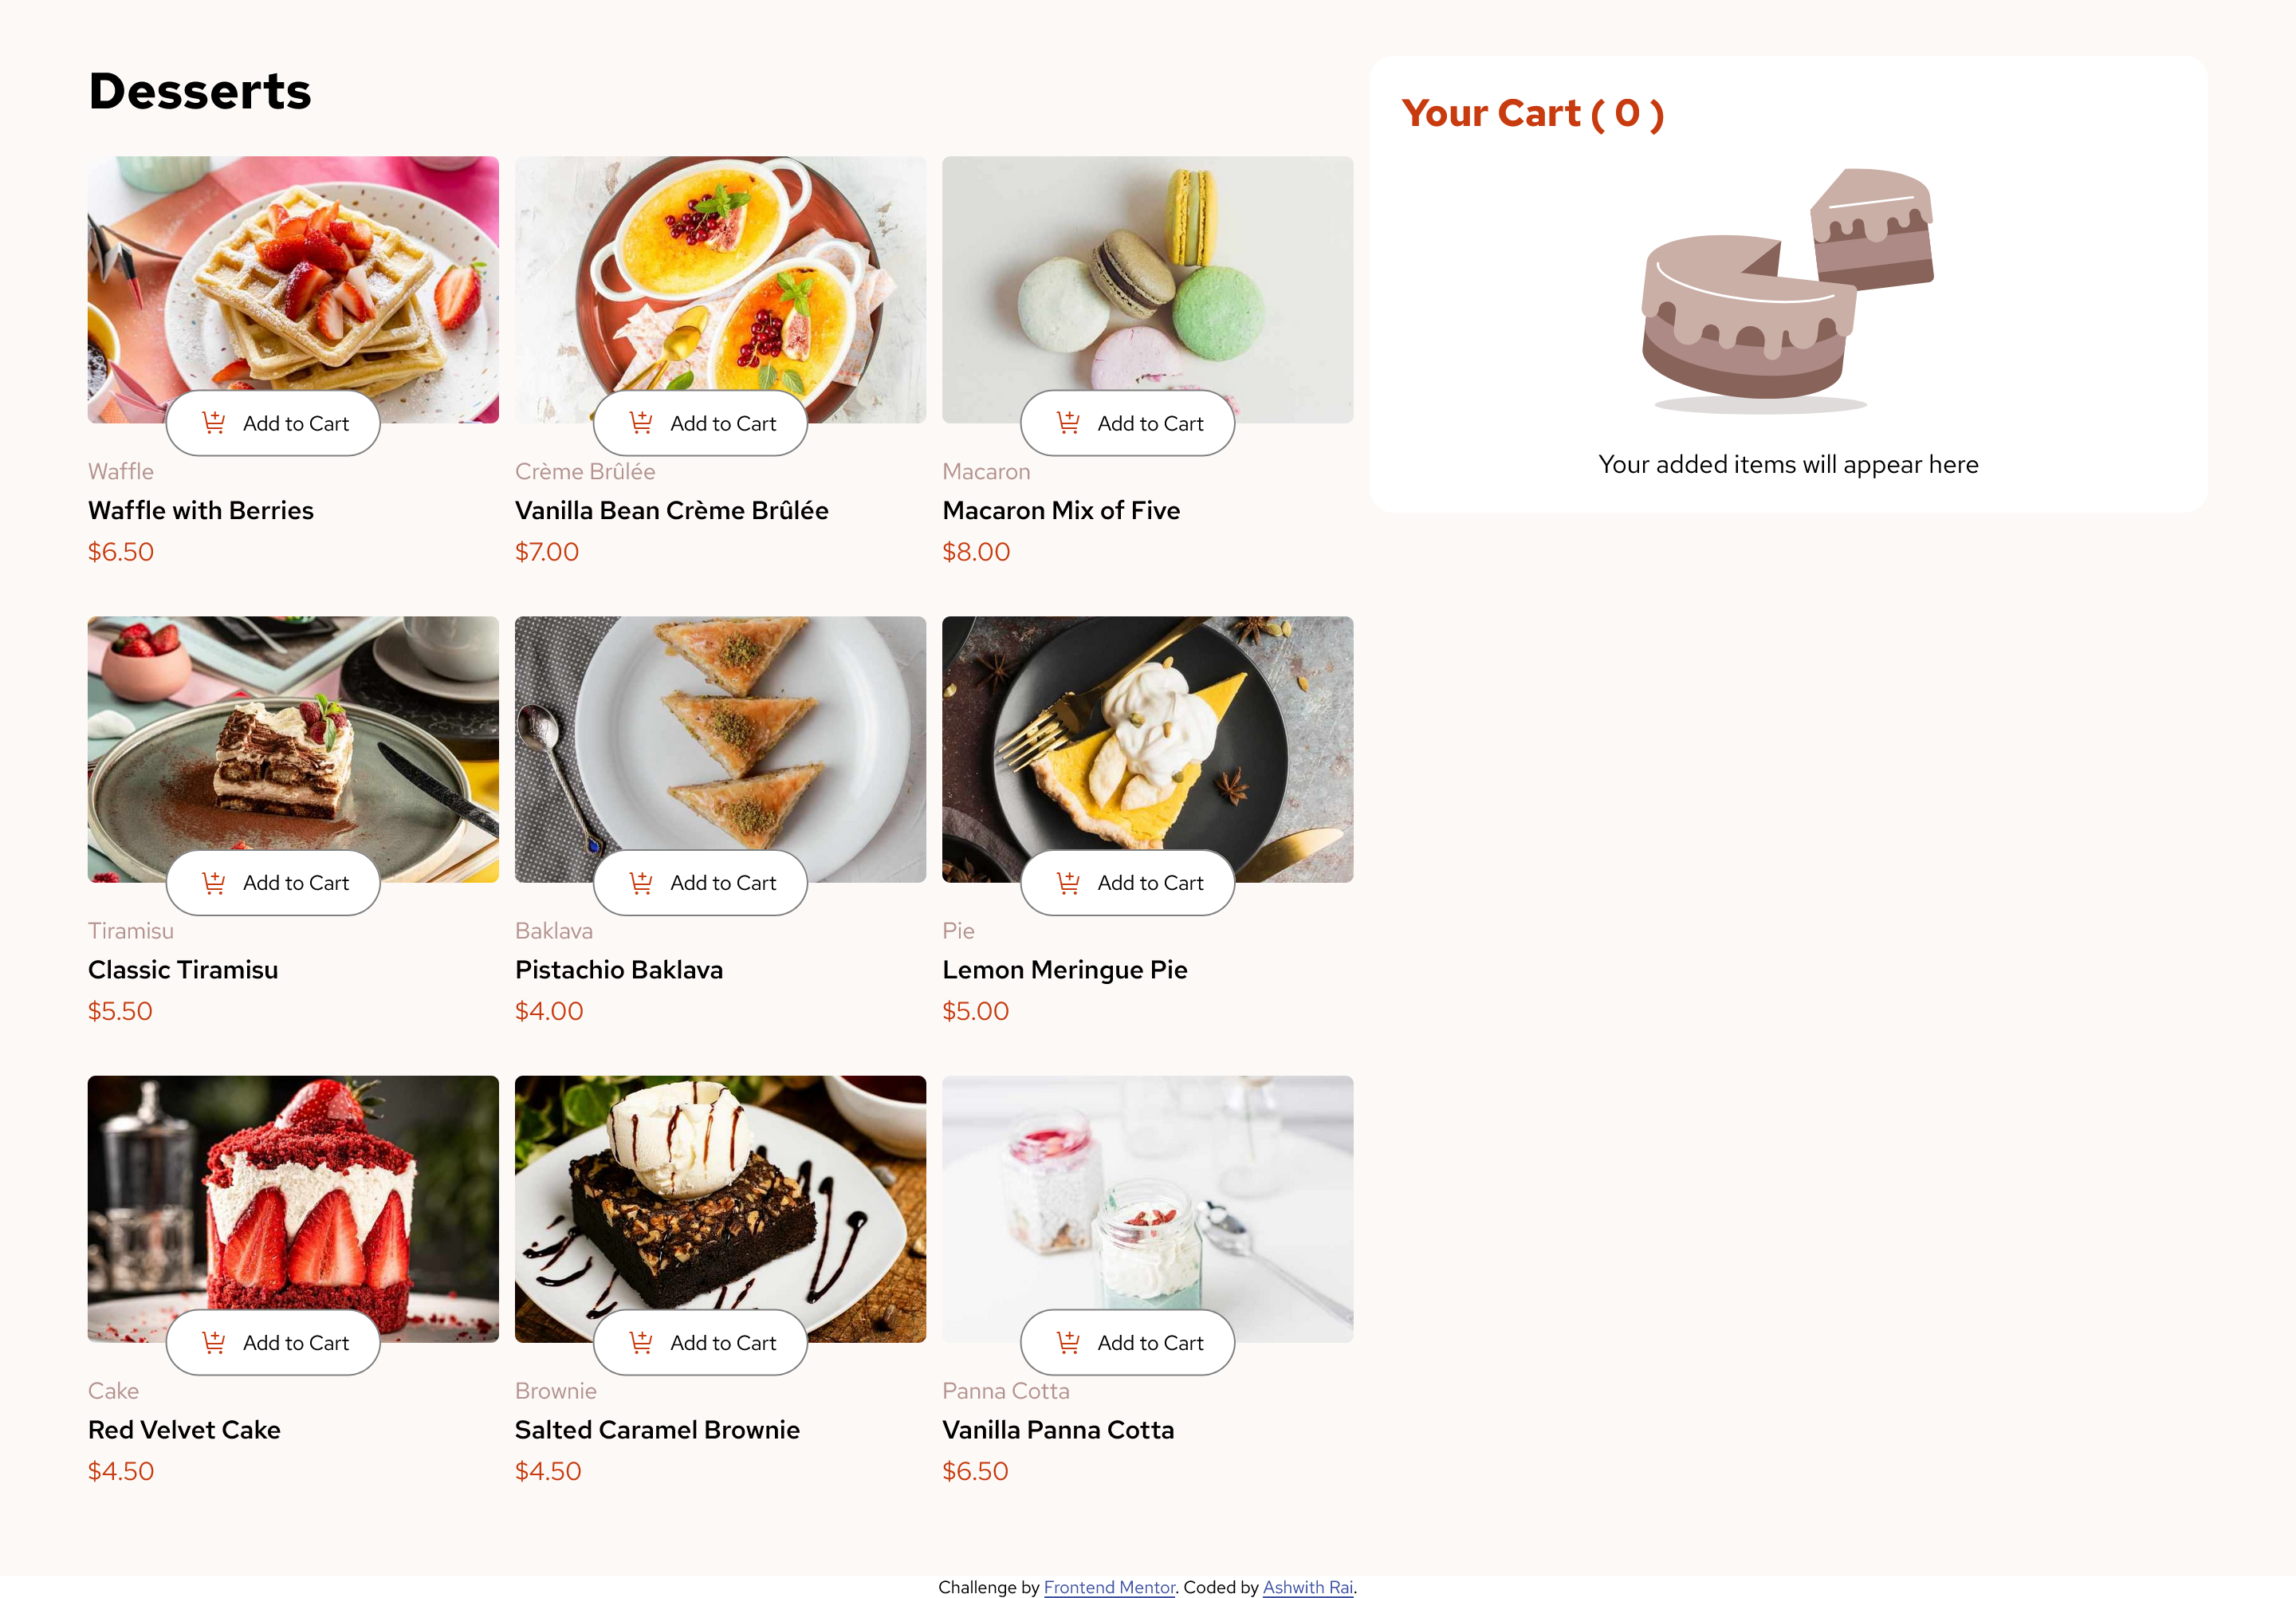 Desserts
Add to Cart
Waffle
Waffle with Berries
$6.50
Add to Cart
Crème Brûlée
Vanilla Bean Crème Brûlée
$7.00
Add to Cart
Macaron
Macaron Mix of Five
$8.00
Add to Cart
Tiramisu
Classic Tiramisu
$5.50
Add to Cart
Baklava
Pistachio Baklava
$4.00
Add to Cart
Pie
Lemon Meringue Pie
$5.00
Add to Cart
Cake
Red Velvet Cake
$4.50
Add to Cart
Brownie
Salted Caramel Brownie
$4.50
Add to Cart
Panna Cotta
Vanilla Panna Cotta
$6.50
Your Cart ( 0 )
Your added items will appear here
Challenge by Frontend Mentor. Coded by Ashwith Rai.